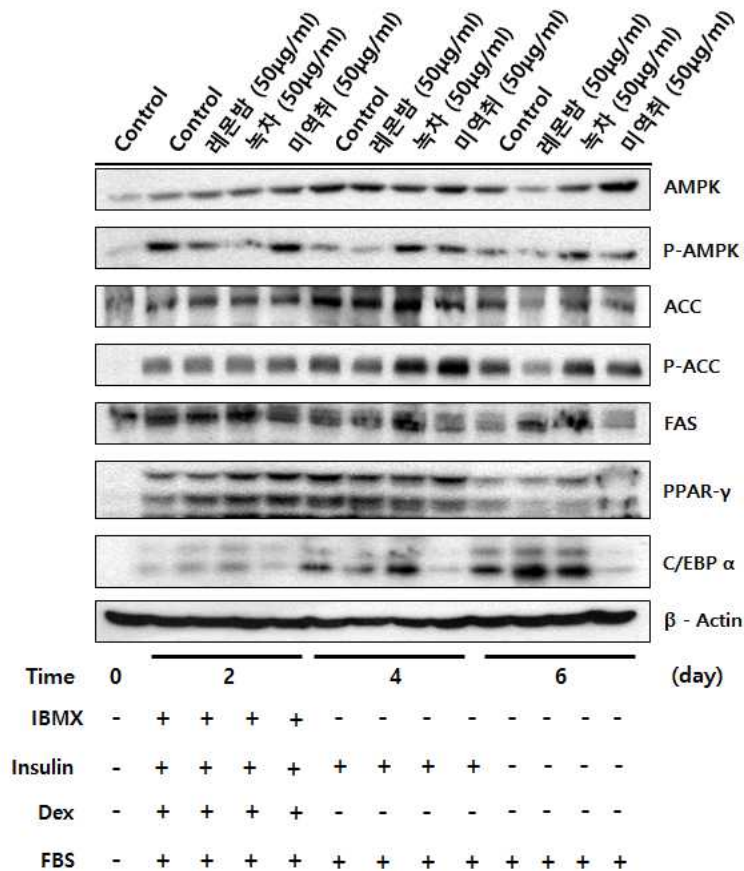 Control
Control
레몬밤 (50μg/ml)
녹차 (50μg/ml)
미역취 (50μg/ml)
Control
레몬밤 (50μg/ml)
녹차 (50μg/ml)
미역취 (50μg/ml)
Control
레몬밤 (50μg/ml)
녹차 (50μg/ml)
미역취 (50μg/ml)
AMPK
P-AMPK
ACC
P-ACC
FAS
PPAR-γ
C/EBP α
β - Actin
Time 0 2 4 6 (day)
IBMX - + + + + - - - - - - - -
Insulin - + + + + + + + + - - - -
Dex - + + + + - - - - - - - -
FBS - + + + + + + + + + + + +